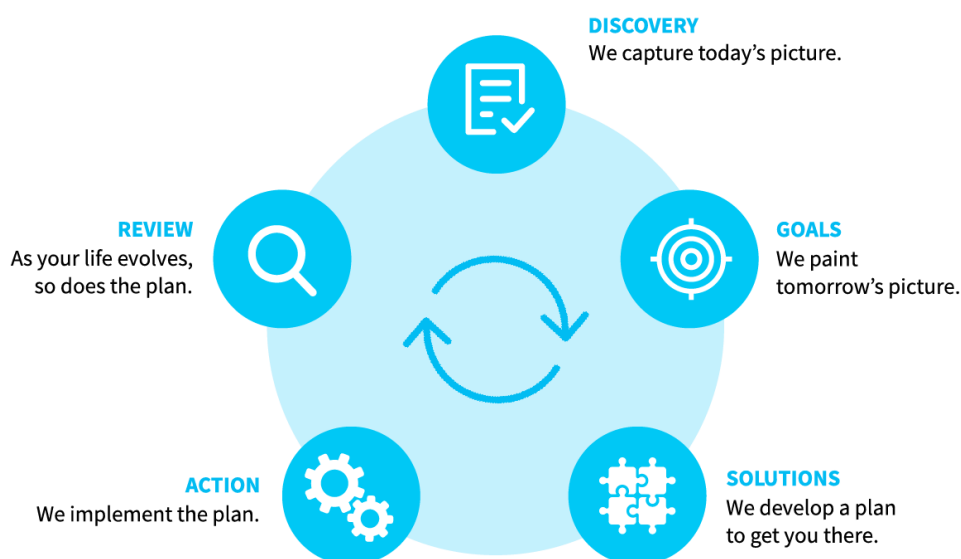 DISCOVERY
We capture today’s picture.
GOALS
We paint
tomorrow’s picture.
SOLUTIONS
We develop a plan
to get you there.
ACTION
We implement the plan.
REVIEW
As your life evolves,
so does the plan.